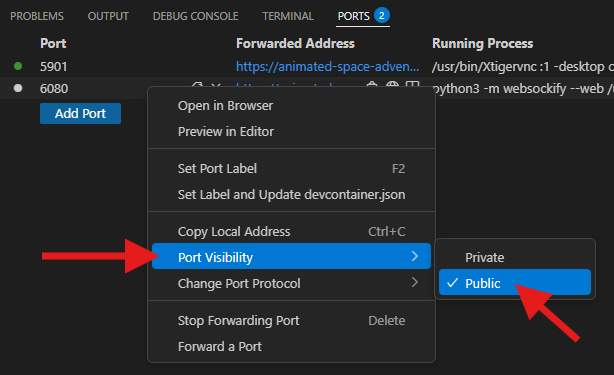 PROBLEMS OUTPUT DEBUG CONSOLE TERMINAL PORTS 2
Port Forwarded Address Running Process
5901 https://animated-space-adven... /usr/bin/Xtigervnc :1 -desktop
6080 python3 -m websockify --web
Add Port
Open in Browser
Preview in Editor
Set Port Label F2
Set Label and Update devcontainer.json
Copy Local Address Ctrl+C
Port Visibility
Private
Change Port Protocol
Public
Stop Forwarding Port Delete
Forward a Port